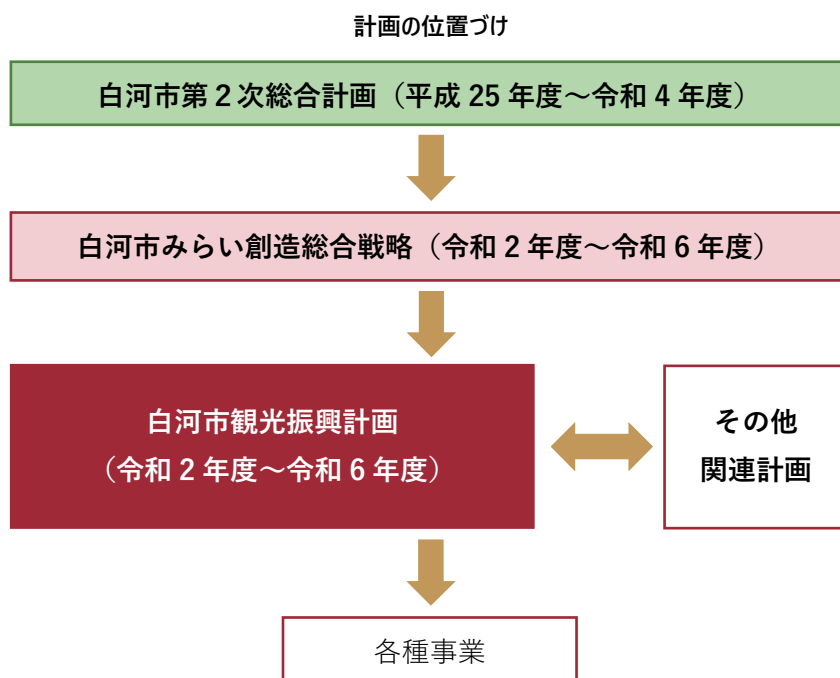 計画の位置づけ
白河市第2次総合計画（平成 25 年度～令和 4 年度）
白河市みらい創造総合戦略（令和 2 年度～令和 6 年度）
白河市観光振興計画
（令和 2 年度～令和 6 年度）
その他
関連計画
各種事業